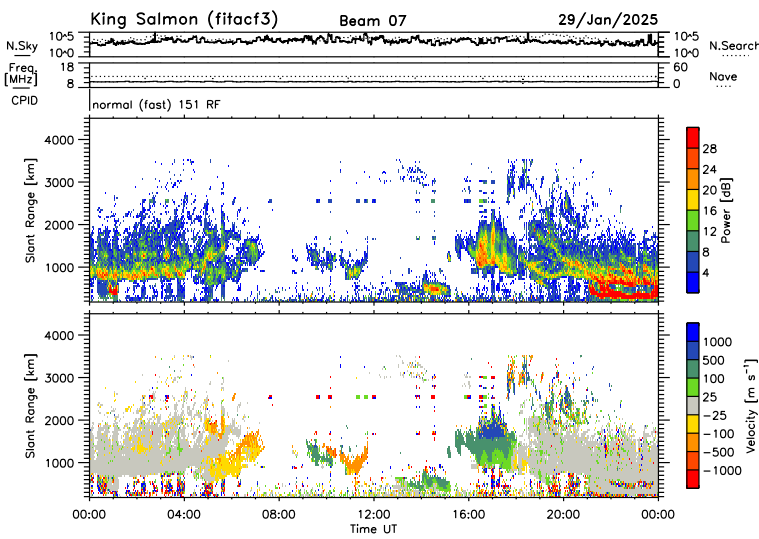 King Salmon (fitacf3) Beam 07 29/Jan/2025
N.Sky 10^5 10^0 10^5 10^0 N.Search
Freq. [MHz] 18 8 60 0 Nave
CPID normal (fast) 151 RF
Slant Range [km] 4000 3000 2000 1000
Power [dB] 28 24 20 16 12 8 4
Slant Range [km] 4000 3000 2000 1000
Velocity [m s^-1] 1000 500 100 25 -25 -100 -500 -1000
00:00 04:00 08:00 12:00 16:00 20:00 00:00
Time UT